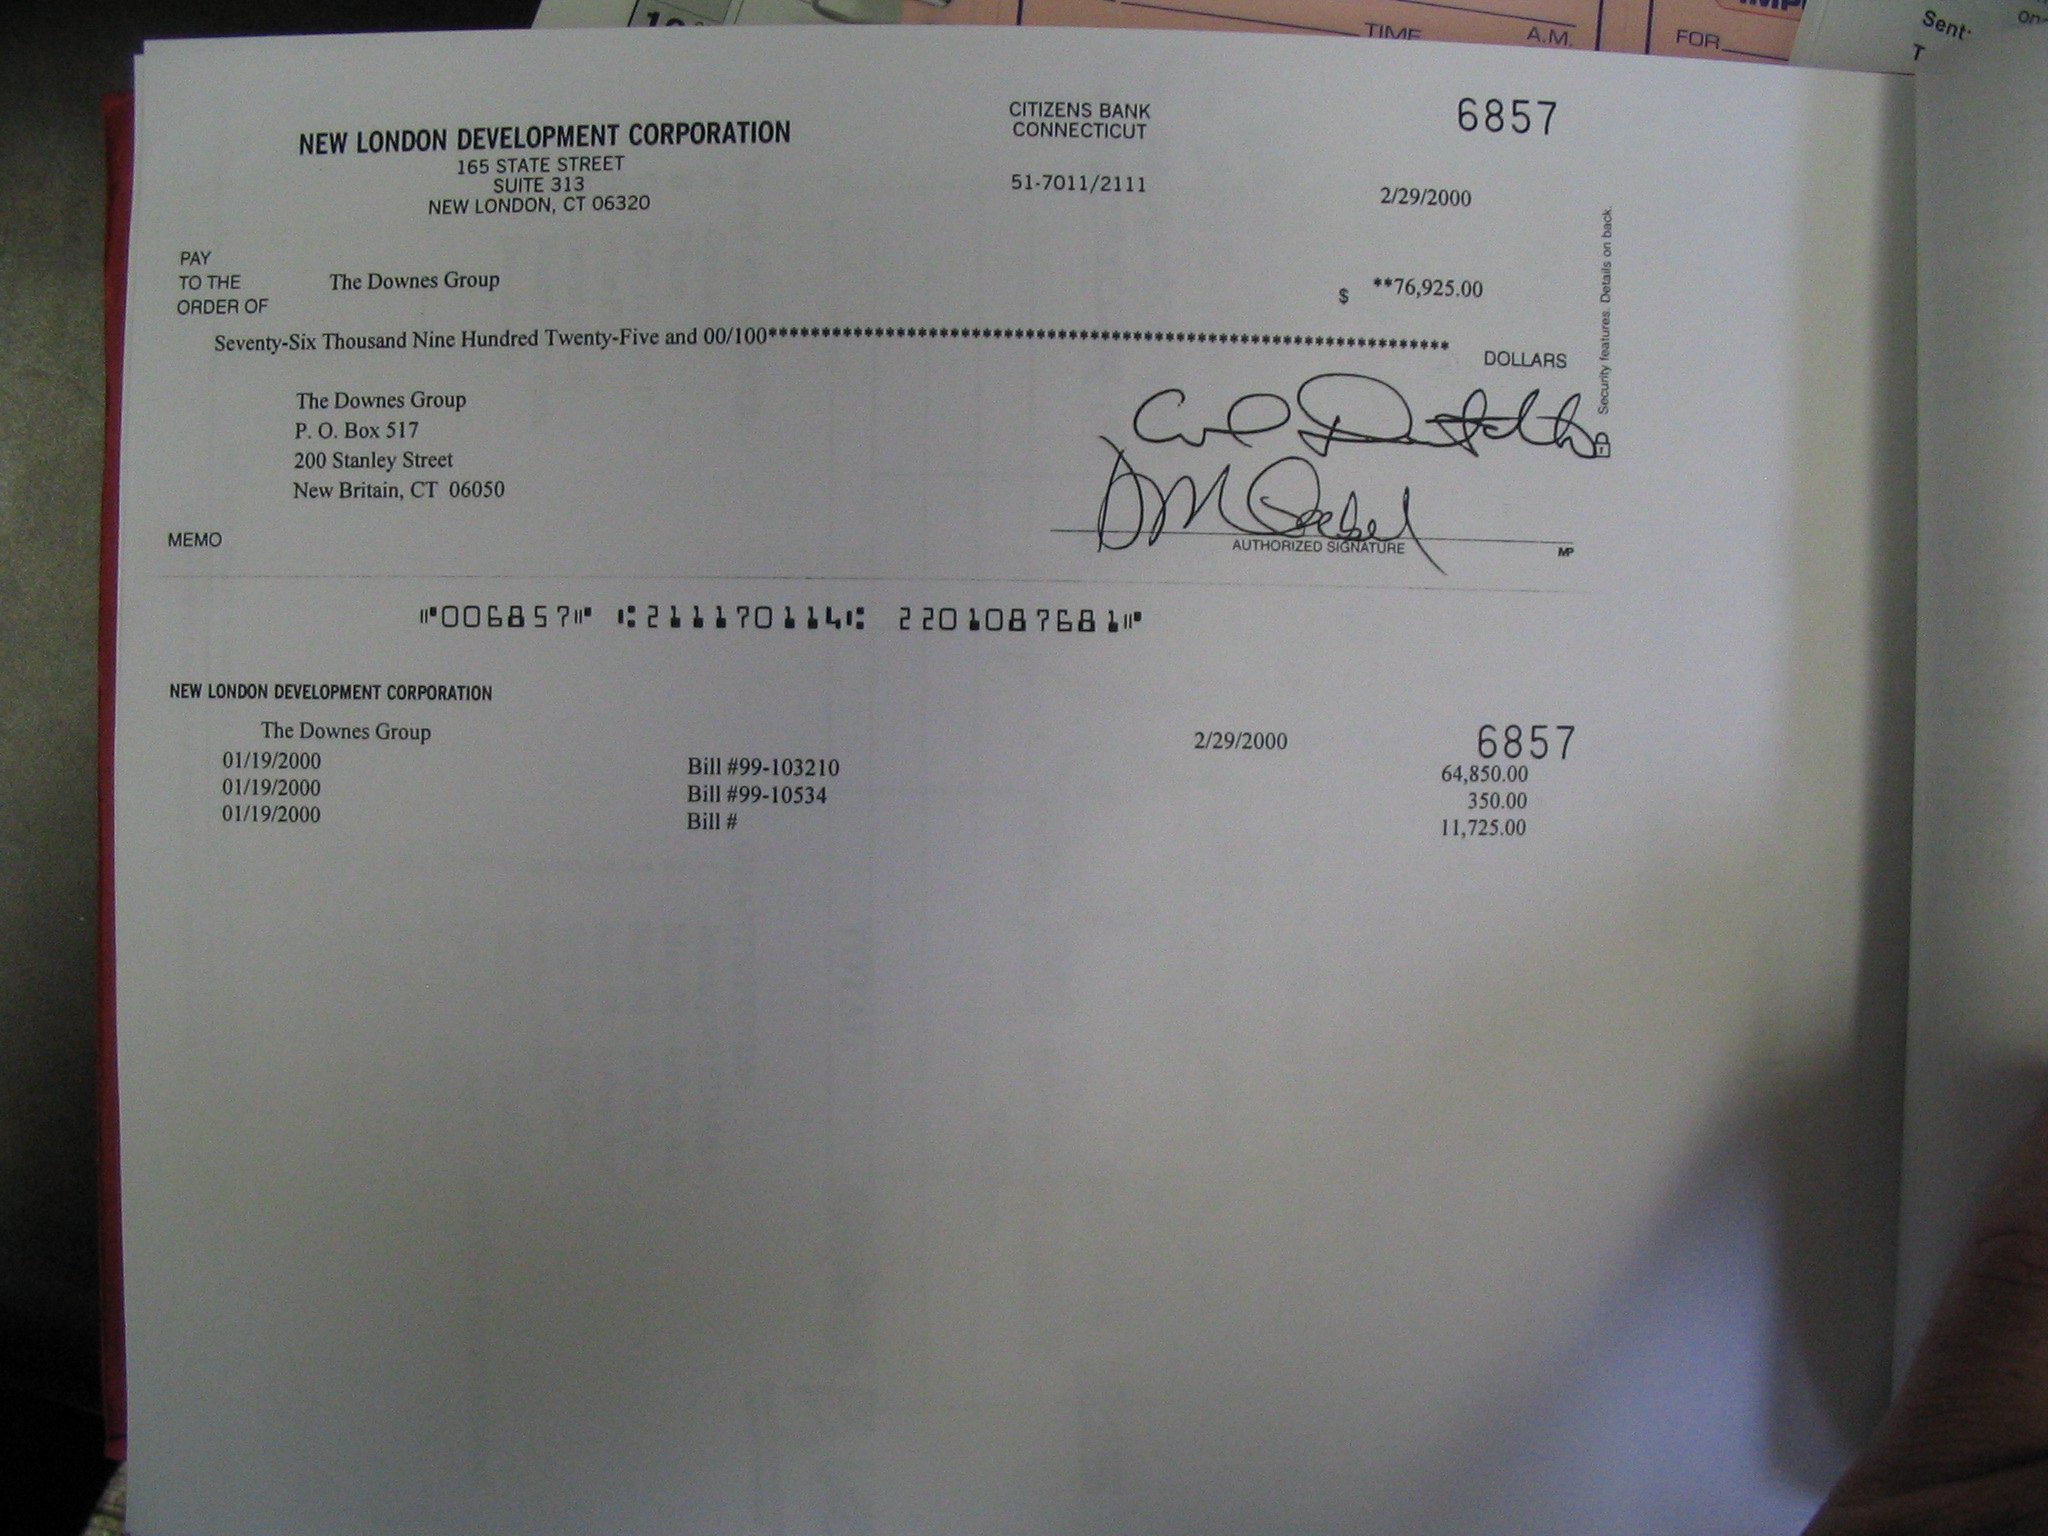 TIME A.M.
FOR
Sent
NEW LONDON DEVELOPMENT CORPORATION
165 STATE STREET
SUITE 313
NEW LONDON, CT 06320
CITIZENS BANK
CONNECTICUT
51-7011/2111
6857
2/29/2000
PAY
TO THE
ORDER OF
The Downes Group
$ **76,925.00
Seventy-Six Thousand Nine Hundred Twenty-Five and 00/100****************************************************************
DOLLARS
Security features. Details on back.
The Downes Group
P. O. Box 517
200 Stanley Street
New Britain, CT 06050
MEMO
AUTHORIZED SIGNATURE
MP
⑈006857⑈ ⑆211170114⑆ 2201087681⑈
NEW LONDON DEVELOPMENT CORPORATION
The Downes Group 2/29/2000 6857
01/19/2000 Bill #99-103210 64,850.00
01/19/2000 Bill #99-10534 350.00
01/19/2000 Bill # 11,725.00